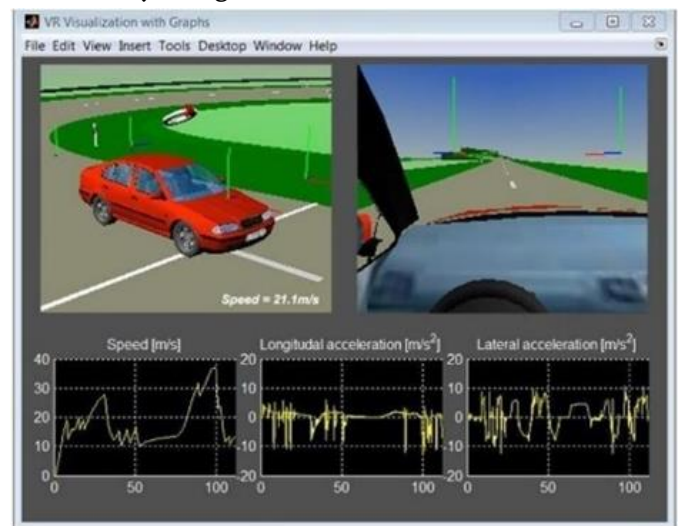 VR Visualization with Graphs
File Edit View Insert Tools Desktop Window Help
Speed = 21.1m/s
Speed [m/s]
40
30
20
10
0
0 50 100
Longitudal acceleration [m/s²]
20
10
0
-10
-20
0 50 100
Lateral acceleration [m/s²]
20
10
0
-10
-20
0 50 100